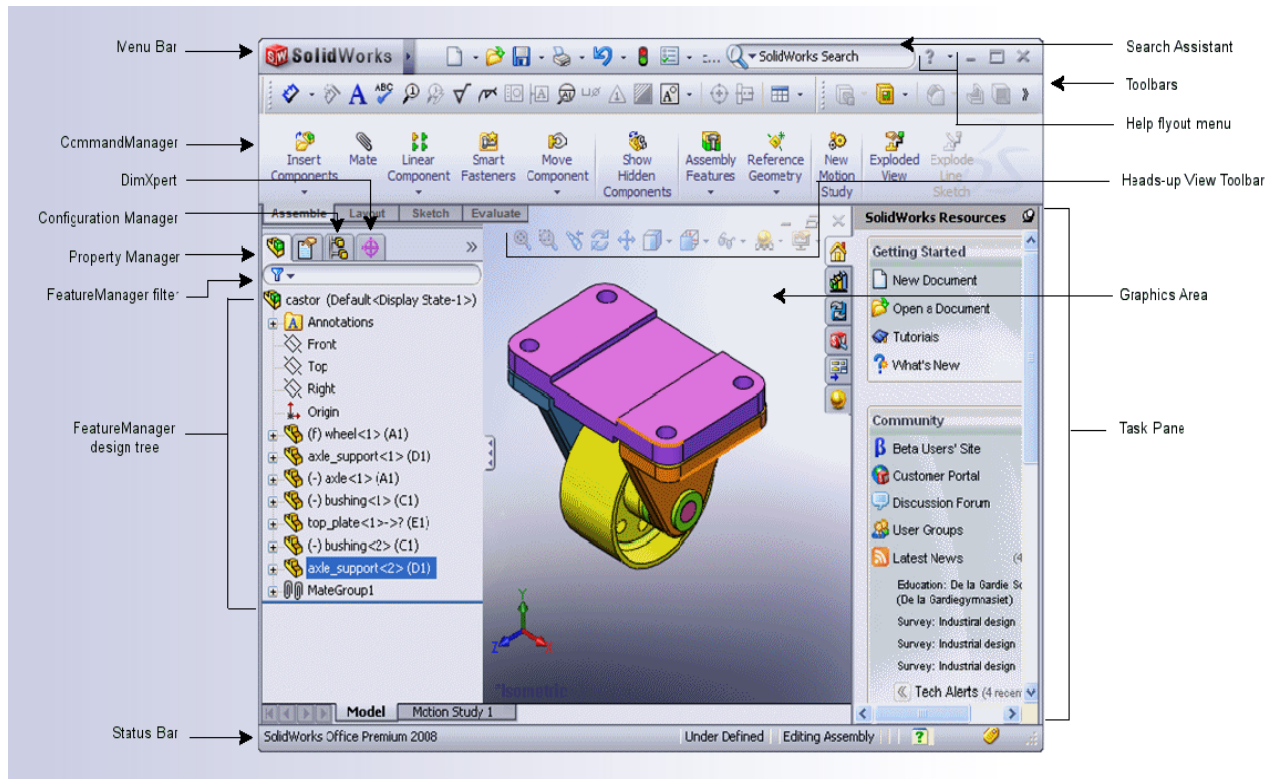 Menu Bar
SolidWorks
SolidWorks Search
Search Assistant
Toolbars
Help flyout menu
CommandManager
Insert Components
Mate
Linear Component
Smart Fasteners
Move Component
Show Hidden Components
Assembly Features
Reference Geometry
New Motion Study
Exploded View
Explode Line Sketch
DimXpert
Heads-up View Toolbar
Configuration Manager
Assemble
Layout
Sketch
Evaluate
SolidWorks Resources
Property Manager
Getting Started
New Document
Open a Document
Tutorials
What's New
FeatureManager filter
Graphics Area
castor (Default<Display State-1>)
Annotations
Front
Top
Right
Origin
(f) wheel<1> (A1)
axle_support<1> (D1)
(-) axle<1> (A1)
(-) bushing<1> (C1)
top_plate<1>->? (E1)
(-) bushing<2> (C1)
axle_support<2> (D1)
MateGroup1
FeatureManager
design tree
Community
Beta Users' Site
Customer Portal
Discussion Forum
User Groups
Latest News (4
Education: De la Gardie Sc
(De la Gardiegymnasiet)
Survey: Industiral design
Survey: Industrial design
Survey: Industrial design
Tech Alerts (4 recen
Task Pane
Y
Z
X
*Isometric
Model
Motion Study 1
Status Bar
SolidWorks Office Premium 2008
Under Defined
Editing Assembly